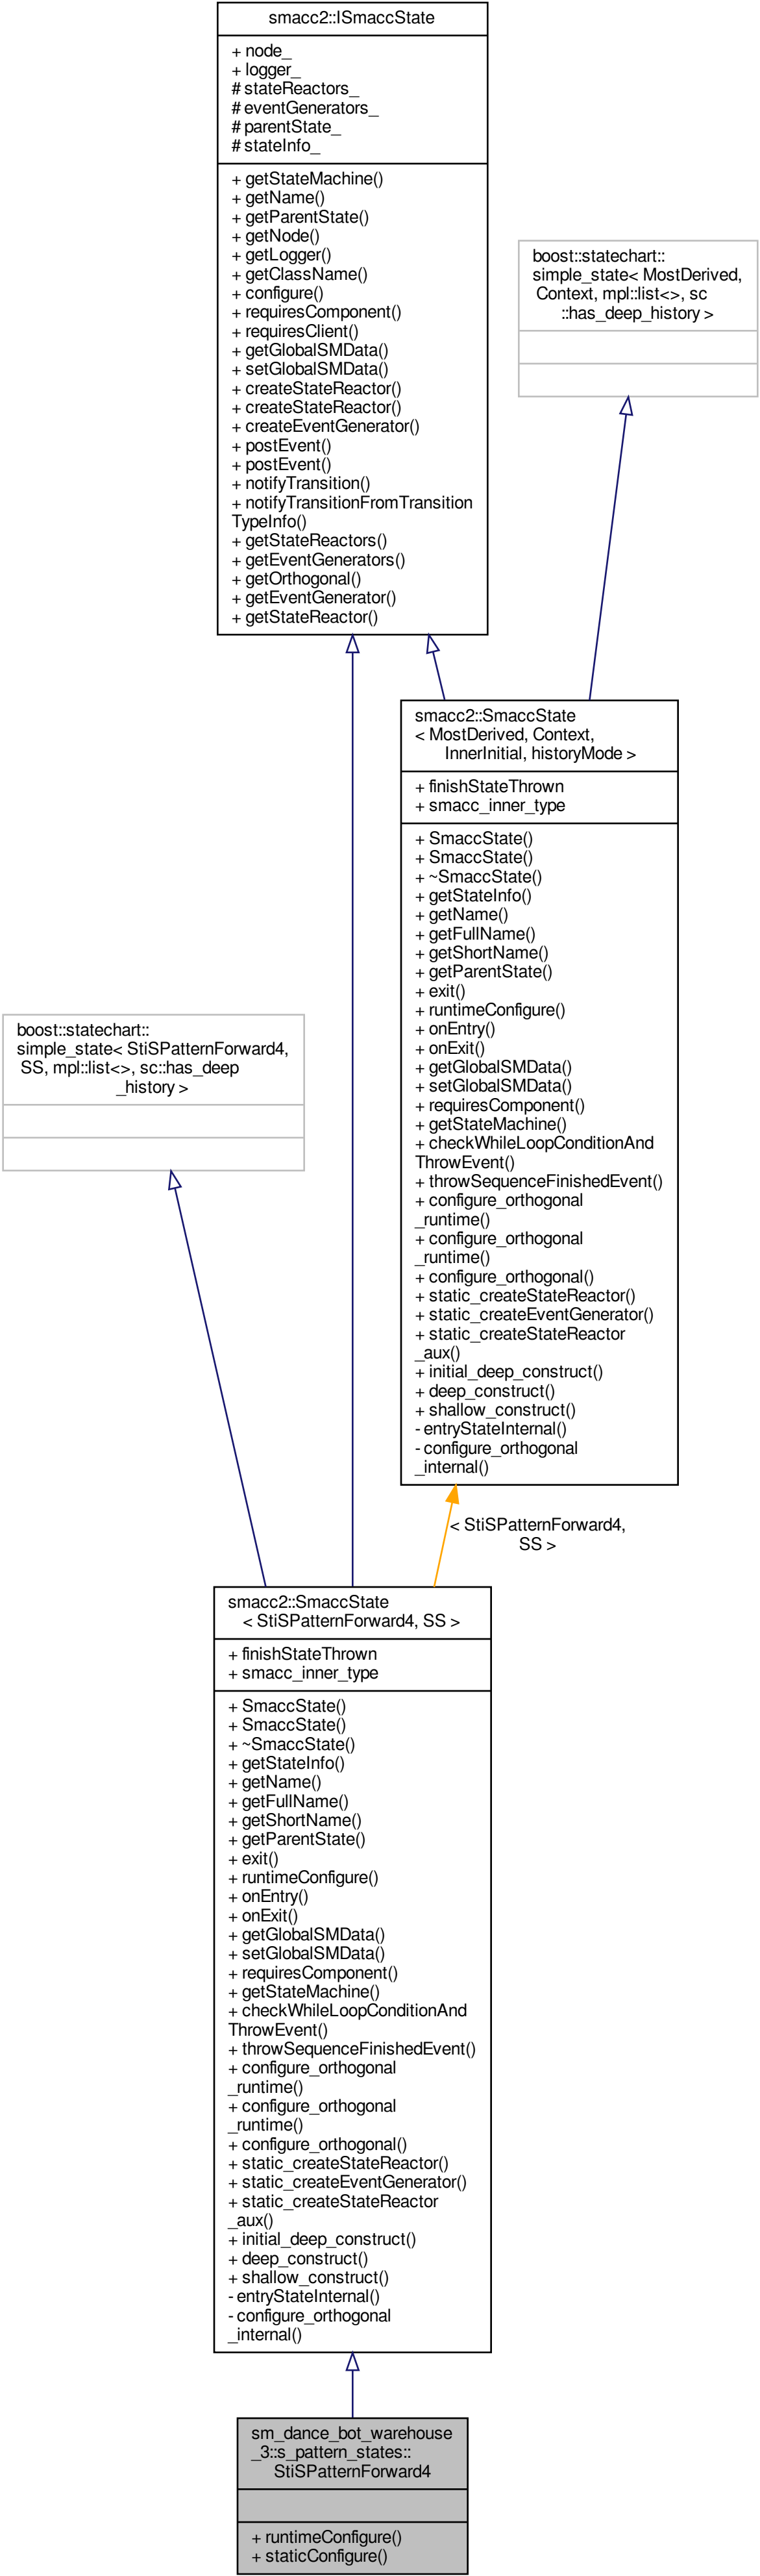 smacc2::ISmaccState
+ node_
+ logger_
# stateReactors_
# eventGenerators_
# parentState_
# stateInfo_
+ getStateMachine()
+ getName()
+ getParentState()
+ getNode()
+ getLogger()
+ getClassName()
+ configure()
+ requiresComponent()
+ requiresClient()
+ getGlobalSMData()
+ setGlobalSMData()
+ createStateReactor()
+ createStateReactor()
+ createEventGenerator()
+ postEvent()
+ postEvent()
+ notifyTransition()
+ notifyTransitionFromTransition
TypeInfo()
+ getStateReactors()
+ getEventGenerators()
+ getOrthogonal()
+ getEventGenerator()
+ getStateReactor()
boost::statechart::
simple_state< MostDerived,
Context, mpl::list<>, sc
::has_deep_history >
smacc2::SmaccState
< MostDerived, Context,
InnerInitial, historyMode >
+ finishStateThrown
+ smacc_inner_type
+ SmaccState()
+ SmaccState()
+ ~SmaccState()
+ getStateInfo()
+ getName()
+ getFullName()
+ getShortName()
+ getParentState()
+ exit()
+ runtimeConfigure()
+ onEntry()
+ onExit()
+ getGlobalSMData()
+ setGlobalSMData()
+ requiresComponent()
+ getStateMachine()
+ checkWhileLoopConditionAnd
ThrowEvent()
+ throwSequenceFinishedEvent()
+ configure_orthogonal
_runtime()
+ configure_orthogonal
_runtime()
+ configure_orthogonal()
+ static_createStateReactor()
+ static_createEventGenerator()
+ static_createStateReactor
_aux()
+ initial_deep_construct()
+ deep_construct()
+ shallow_construct()
- entryStateInternal()
- configure_orthogonal
_internal()
boost::statechart::
simple_state< StiSPatternForward4,
SS, mpl::list<>, sc::has_deep
_history >
< StiSPatternForward4,
SS >
smacc2::SmaccState
< StiSPatternForward4, SS >
+ finishStateThrown
+ smacc_inner_type
+ SmaccState()
+ SmaccState()
+ ~SmaccState()
+ getStateInfo()
+ getName()
+ getFullName()
+ getShortName()
+ getParentState()
+ exit()
+ runtimeConfigure()
+ onEntry()
+ onExit()
+ getGlobalSMData()
+ setGlobalSMData()
+ requiresComponent()
+ getStateMachine()
+ checkWhileLoopConditionAnd
ThrowEvent()
+ throwSequenceFinishedEvent()
+ configure_orthogonal
_runtime()
+ configure_orthogonal
_runtime()
+ configure_orthogonal()
+ static_createStateReactor()
+ static_createEventGenerator()
+ static_createStateReactor
_aux()
+ initial_deep_construct()
+ deep_construct()
+ shallow_construct()
- entryStateInternal()
- configure_orthogonal
_internal()
sm_dance_bot_warehouse
_3::s_pattern_states::
StiSPatternForward4
+ runtimeConfigure()
+ staticConfigure()